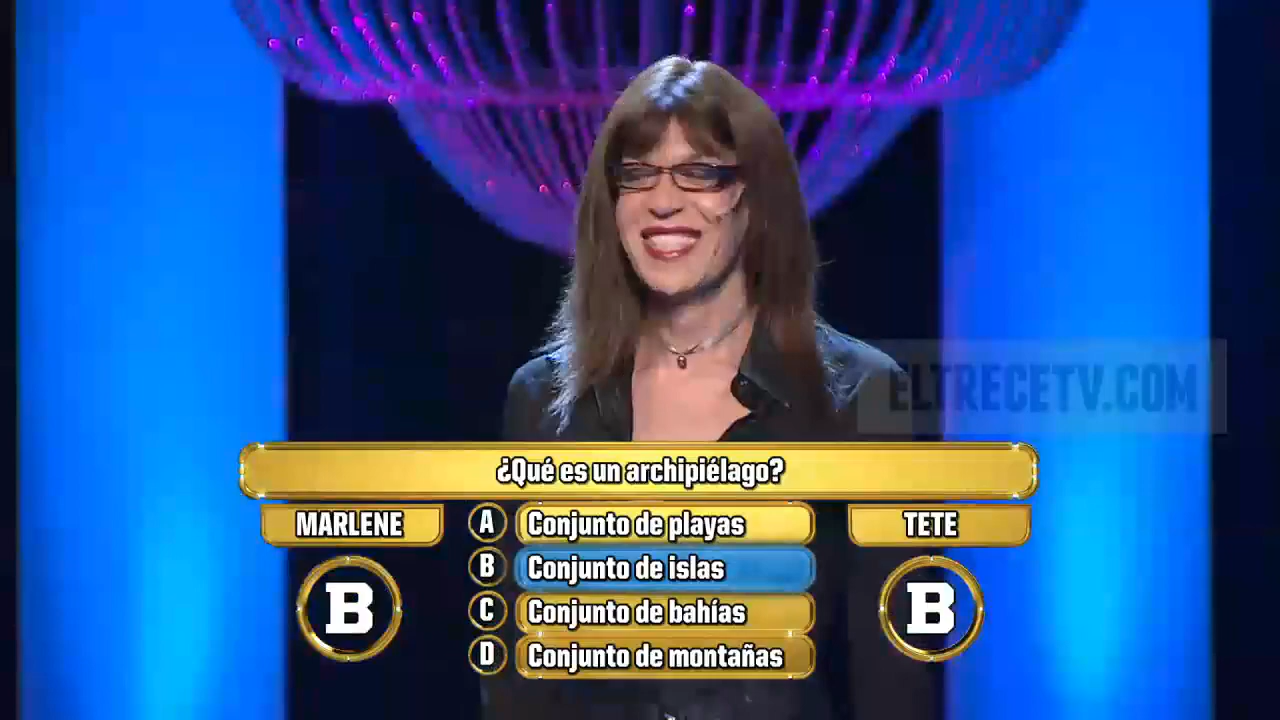 ELTRECETV.COM
¿Qué es un archipiélago?
MARLENE
B
A Conjunto de playas
B Conjunto de islas
C Conjunto de bahías
D Conjunto de montañas
TETE
B